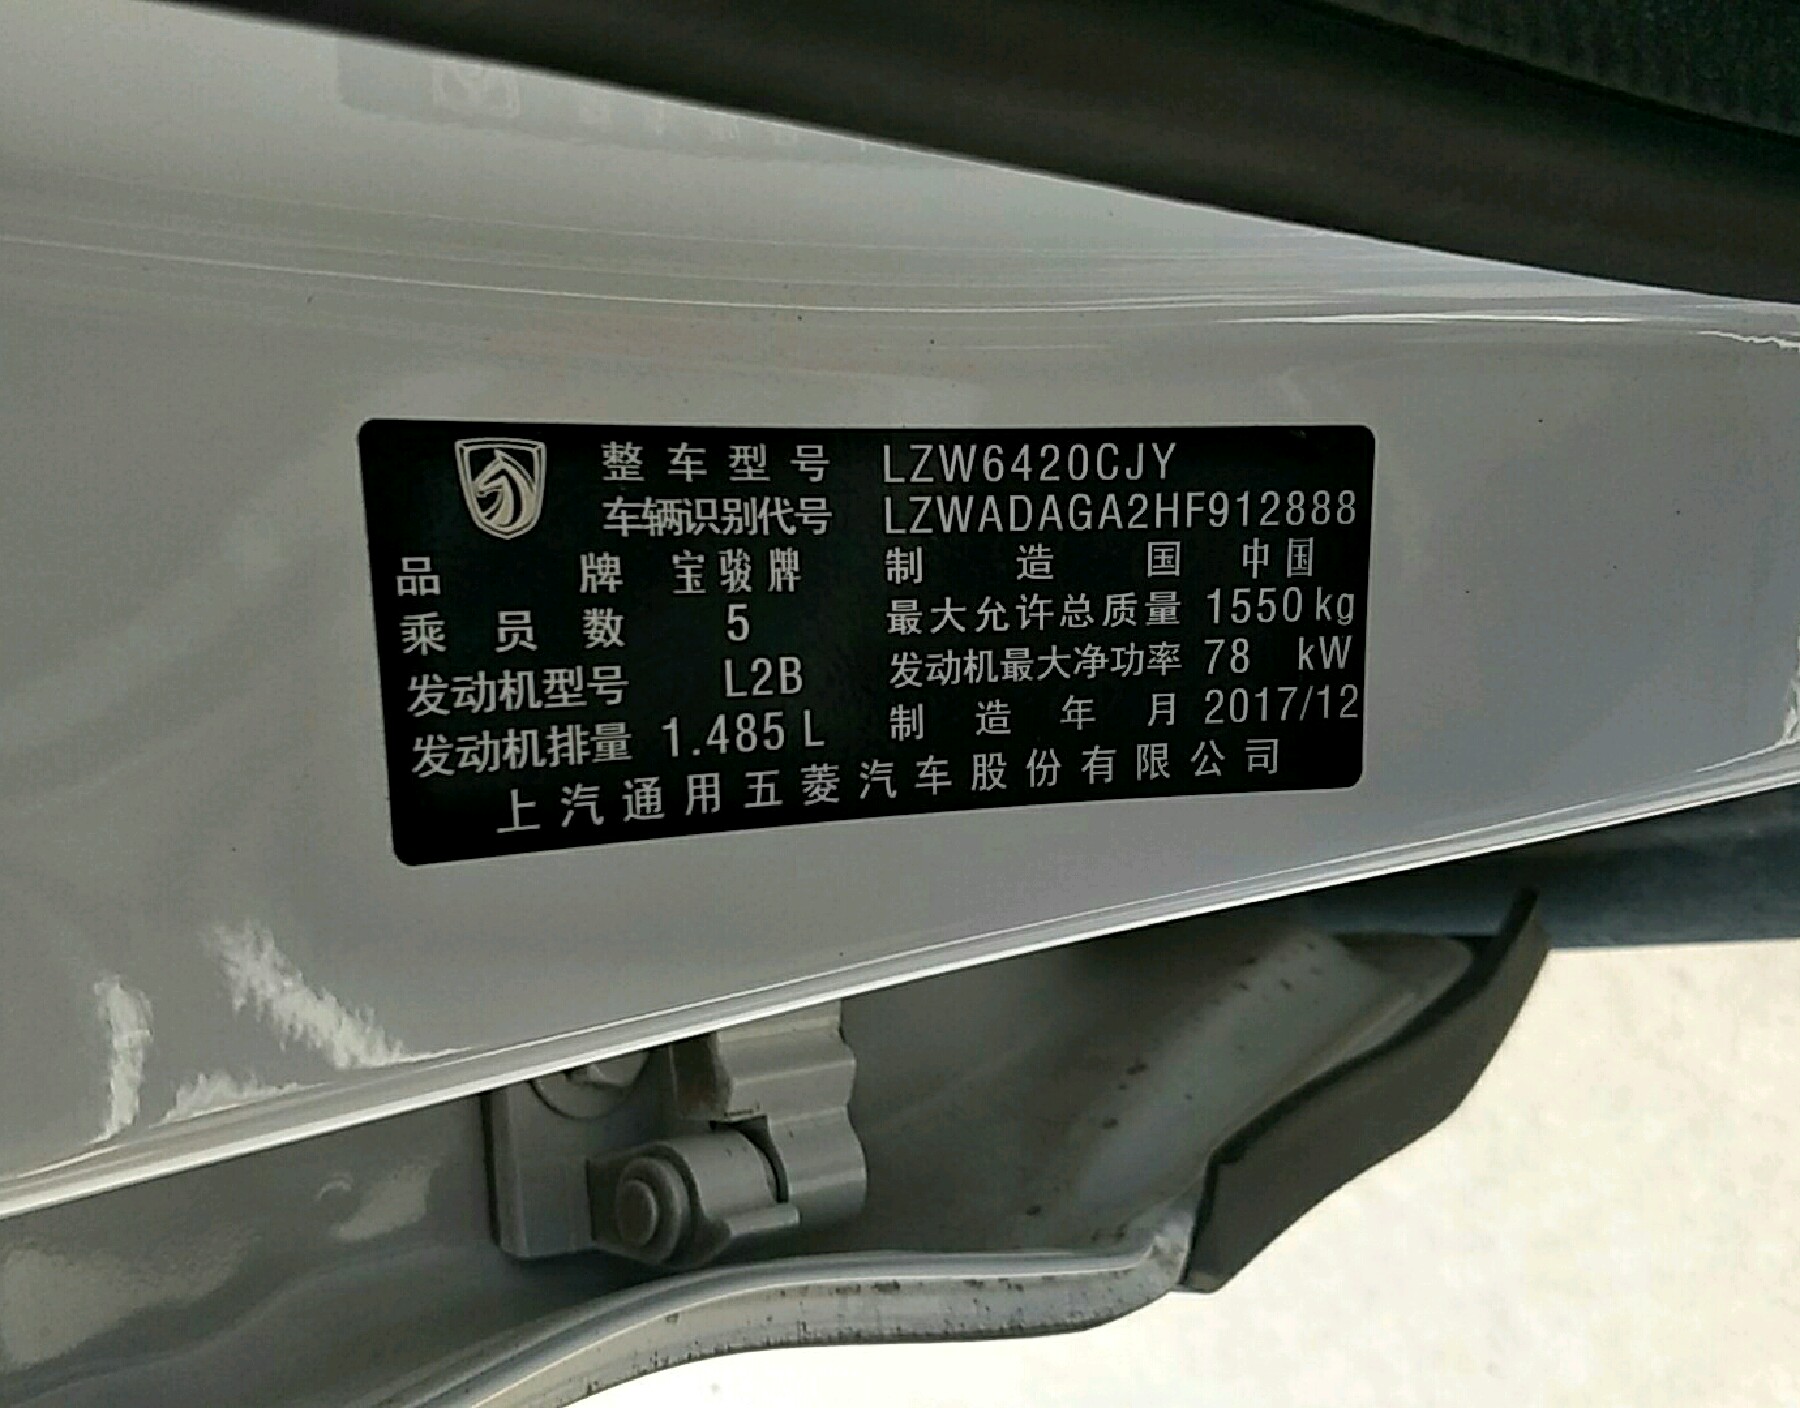 整车型号 LZW6420CJY
车辆识别代号 LZWADAGA2HF912888
品牌 宝骏牌 制造国 中国
乘员数 5 最大允许总质量 1550 kg
发动机型号 L2B 发动机最大净功率 78 kW
发动机排量 1.485 L 制造年月 2017/12
上汽通用五菱汽车股份有限公司